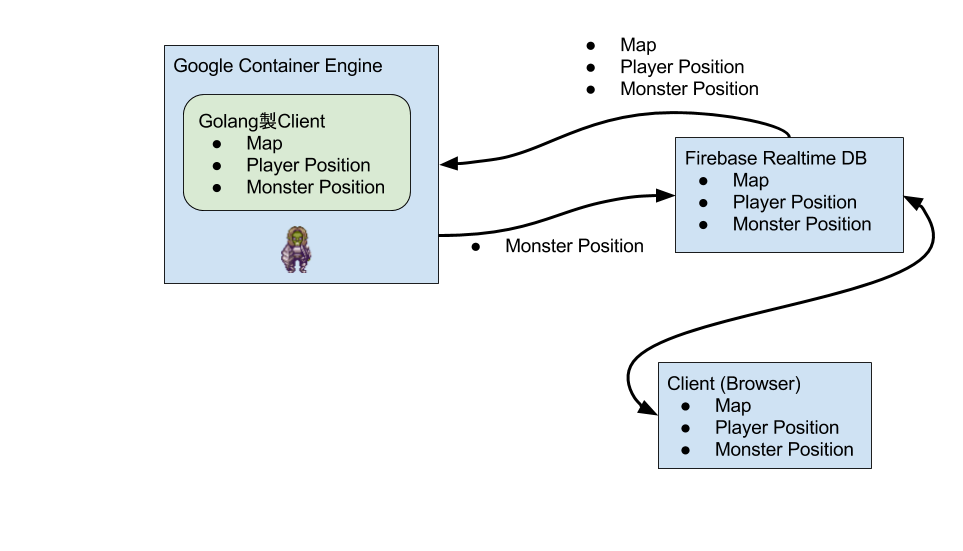 Google Container Engine
Golang製Client
● Map
● Player Position
● Monster Position
● Map
● Player Position
● Monster Position
● Monster Position
Firebase Realtime DB
● Map
● Player Position
● Monster Position
Client (Browser)
● Map
● Player Position
● Monster Position